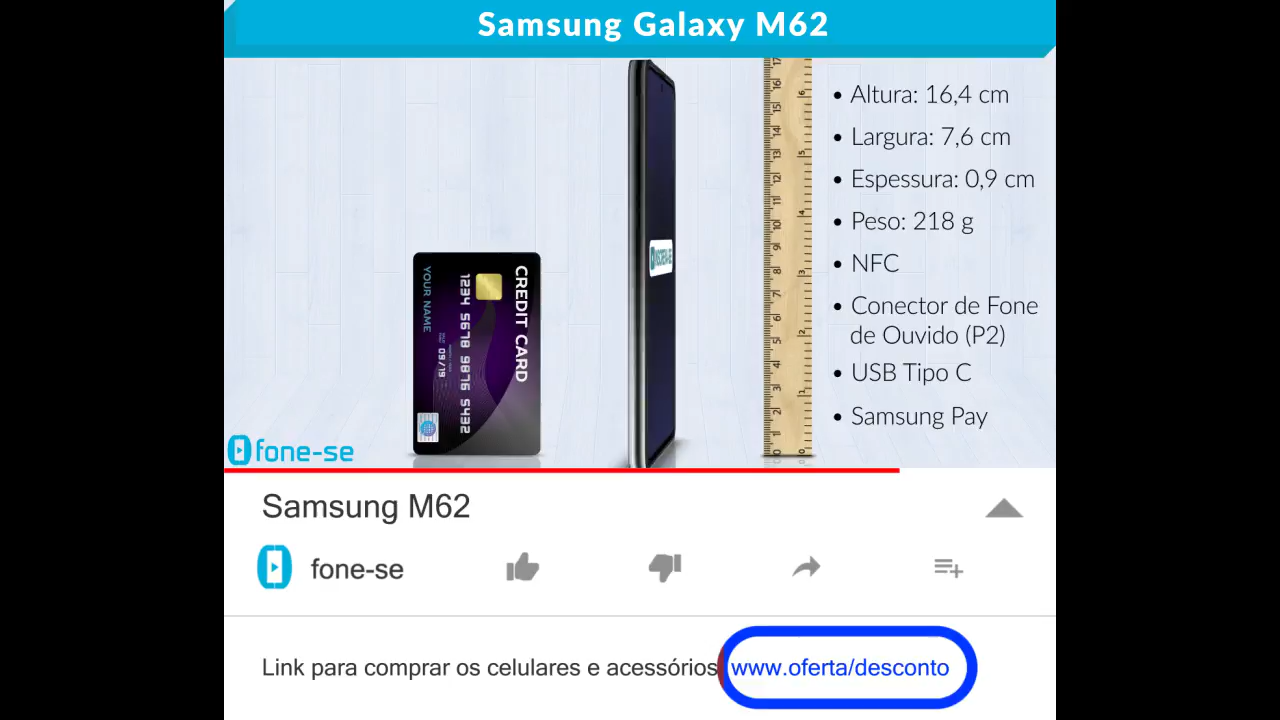 Samsung Galaxy M62
• Altura: 16,4 cm
• Largura: 7,6 cm
• Espessura: 0,9 cm
• Peso: 218 g
• NFC
• Conector de Fone
de Ouvido (P2)
• USB Tipo C
• Samsung Pay
CREDIT CARD
1234 5678 9876 5432
09/19
YOUR NAME
fone-se
Samsung M62
fone-se
Link para comprar os celulares e acessórios www.oferta/desconto